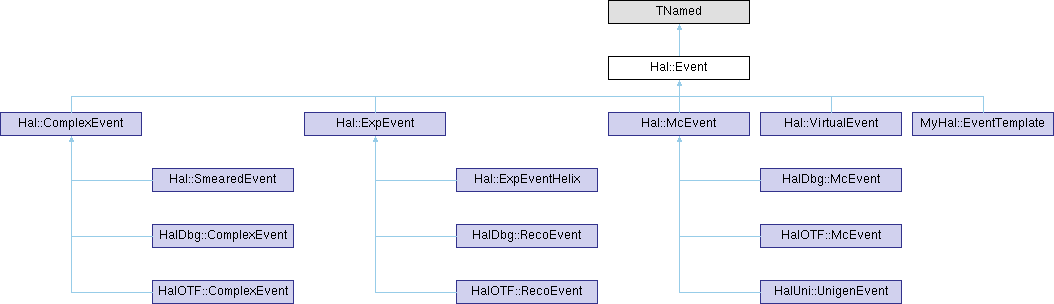 TNamed
Hal::Event
Hal::ComplexEvent
Hal::ExpEvent
Hal::McEvent
Hal::VirtualEvent
MyHal::EventTemplate
Hal::SmearedEvent
Hal::ExpEventHelix
HalDbg::McEvent
HalDbg::ComplexEvent
HalDbg::RecoEvent
HalOTF::McEvent
HalOTF::ComplexEvent
HalOTF::RecoEvent
HalUni::UnigenEvent